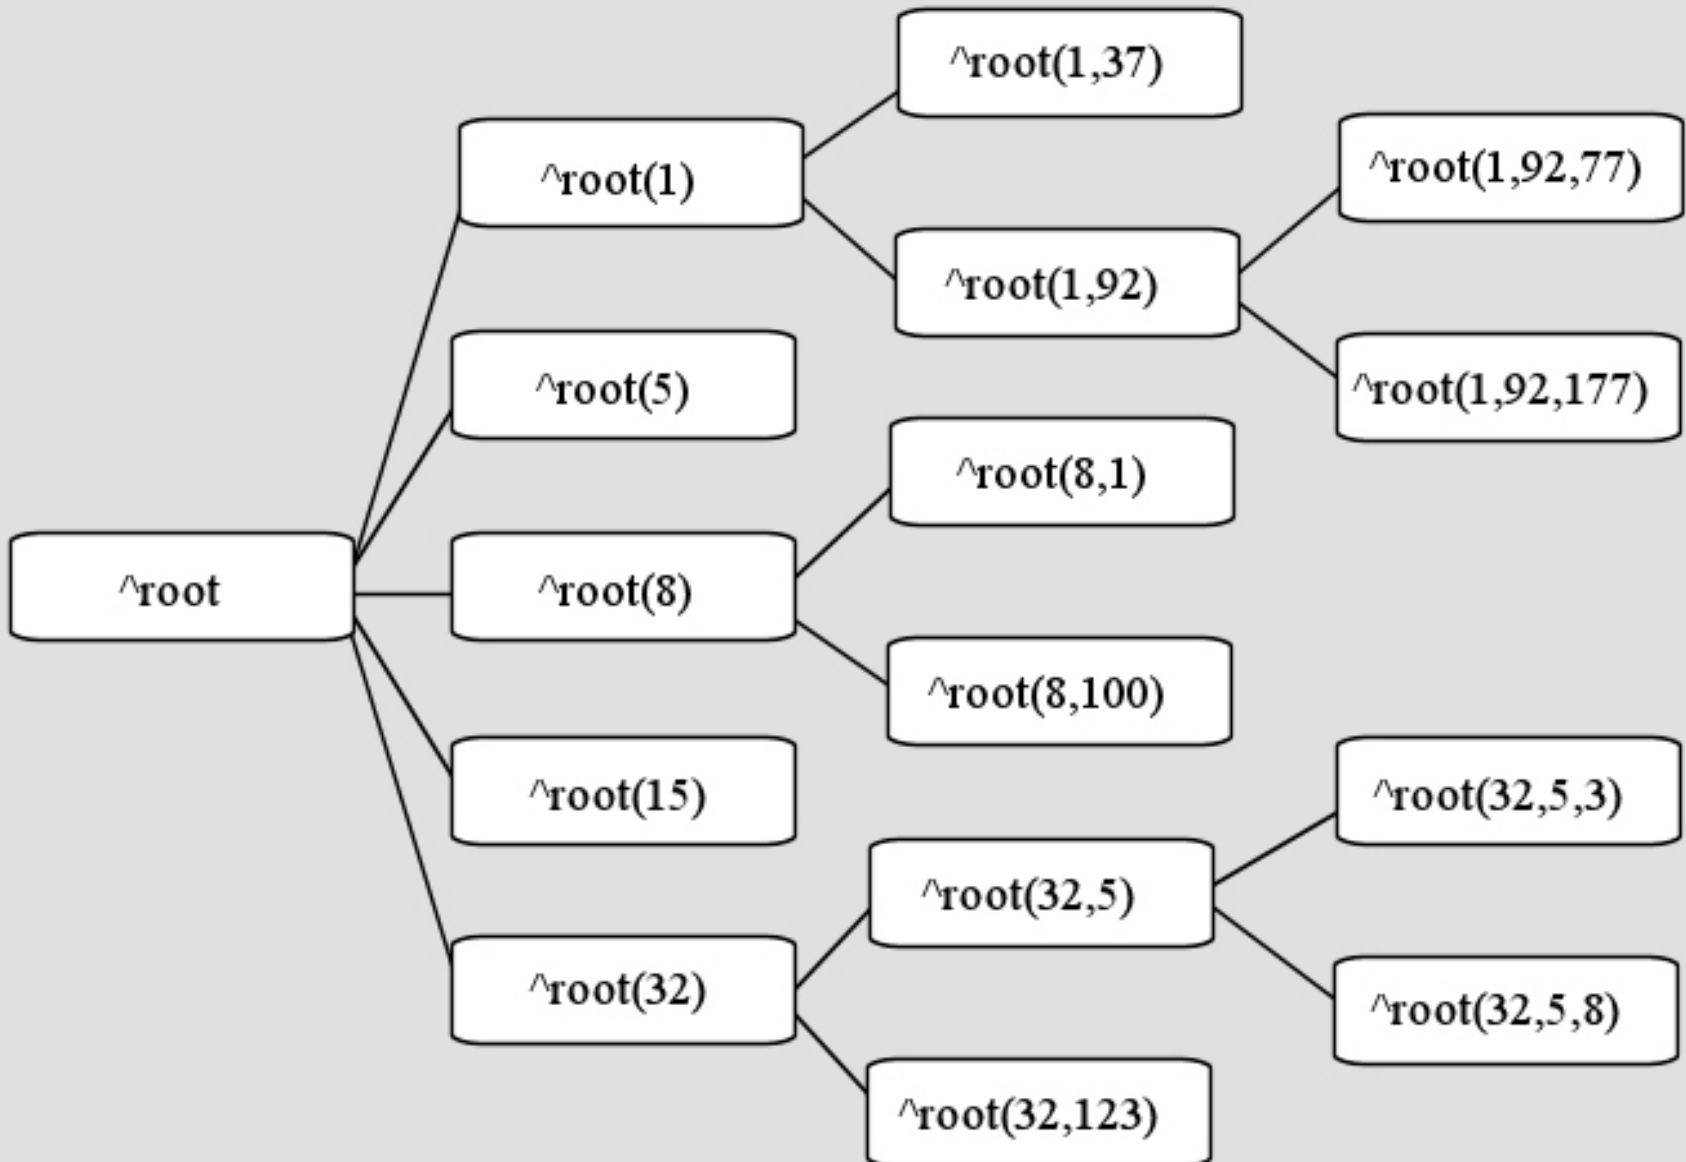 ^root
^root(1)
^root(1,37)
^root(1,92)
^root(1,92,77)
^root(1,92,177)
^root(5)
^root(8)
^root(8,1)
^root(8,100)
^root(15)
^root(32)
^root(32,5)
^root(32,5,3)
^root(32,5,8)
^root(32,123)